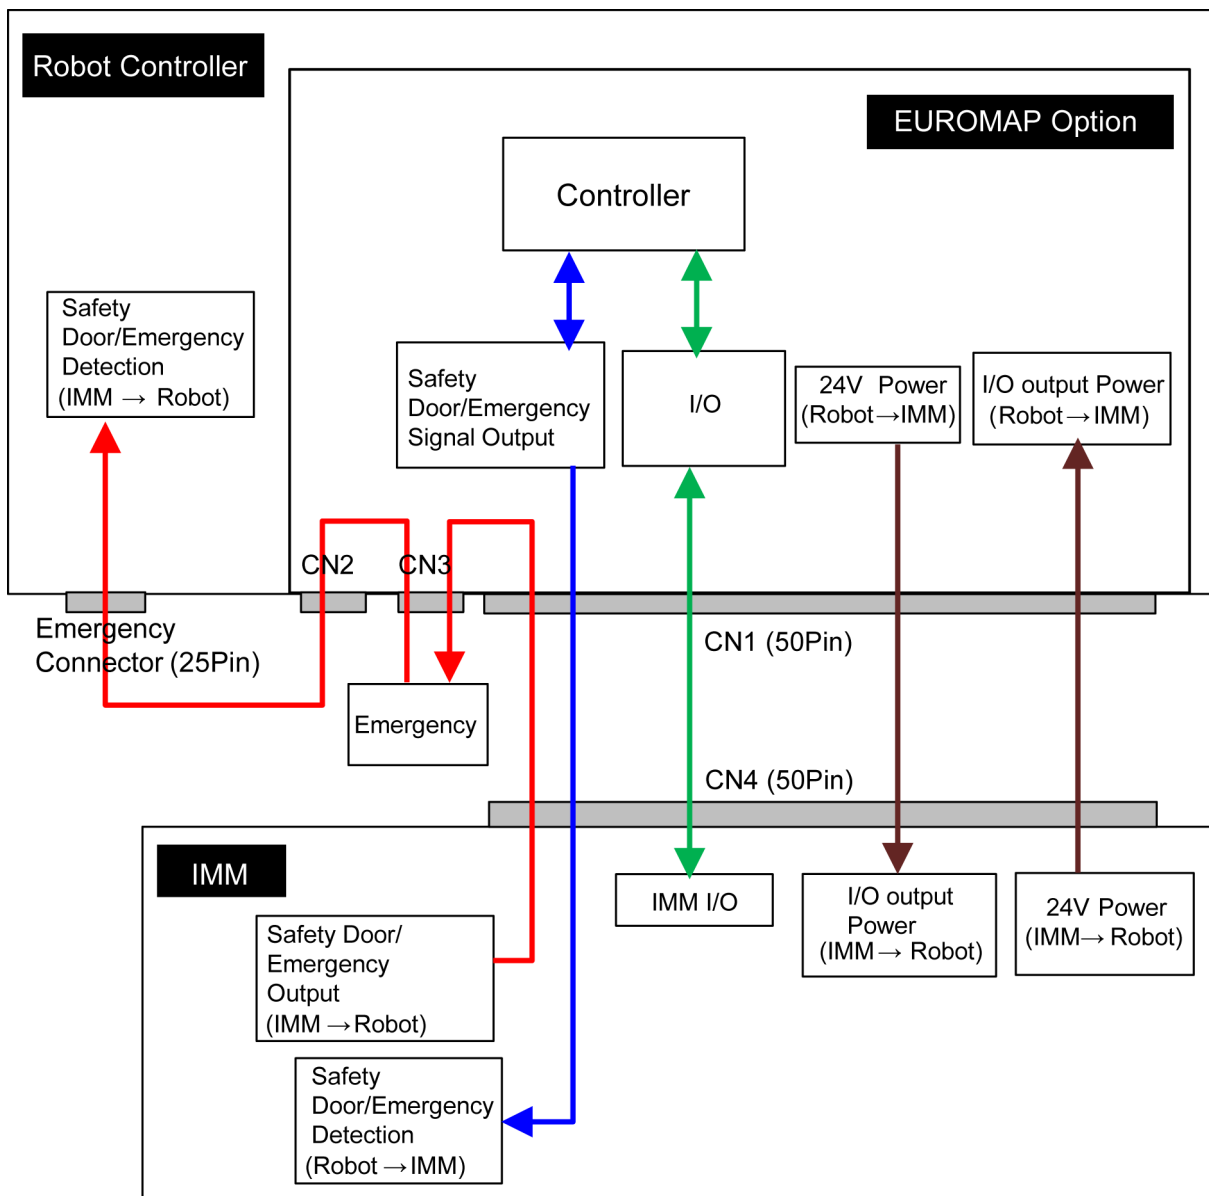 Robot Controller
EUROMAP Option
Controller
Safety
Door/Emergency
Detection
(IMM → Robot)
Safety
Door/Emergency
Signal Output
I/O
24V Power
(Robot→IMM)
I/O output Power
(Robot→IMM)
CN2
CN3
Emergency
Connector (25Pin)
CN1 (50Pin)
Emergency
CN4 (50Pin)
IMM
IMM I/O
I/O output
Power
(IMM→ Robot)
24V Power
(IMM→ Robot)
Safety Door/
Emergency
Output
(IMM →Robot)
Safety
Door/Emergency
Detection
(Robot →IMM)